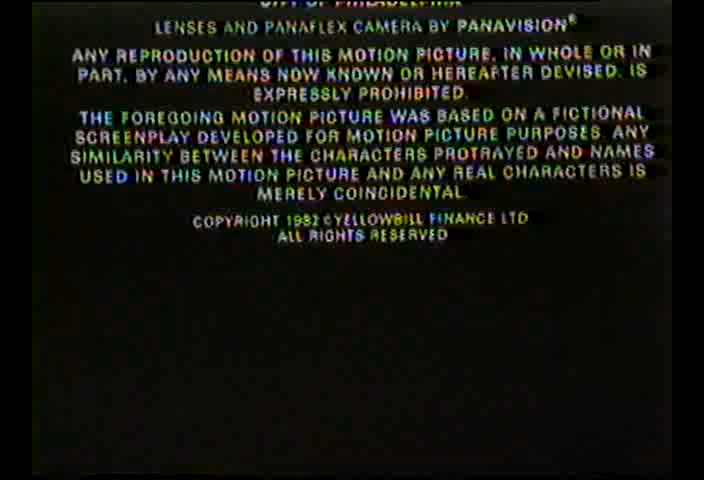 CITY OF PHILADELPHIA
LENSES AND PANAFLEX CAMERA BY PANAVISION®
ANY REPRODUCTION OF THIS MOTION PICTURE, IN WHOLE OR IN
PART, BY ANY MEANS NOW KNOWN OR HEREAFTER DEVISED, IS
EXPRESSLY PROHIBITED.
THE FOREGOING MOTION PICTURE WAS BASED ON A FICTIONAL
SCREENPLAY DEVELOPED FOR MOTION PICTURE PURPOSES. ANY
SIMILARITY BETWEEN THE CHARACTERS PROTRAYED AND NAMES
USED IN THIS MOTION PICTURE AND ANY REAL CHARACTERS IS
MERELY COINCIDENTAL
COPYRIGHT 1982 © YELLOWBILL FINANCE LTD
ALL RIGHTS RESERVED